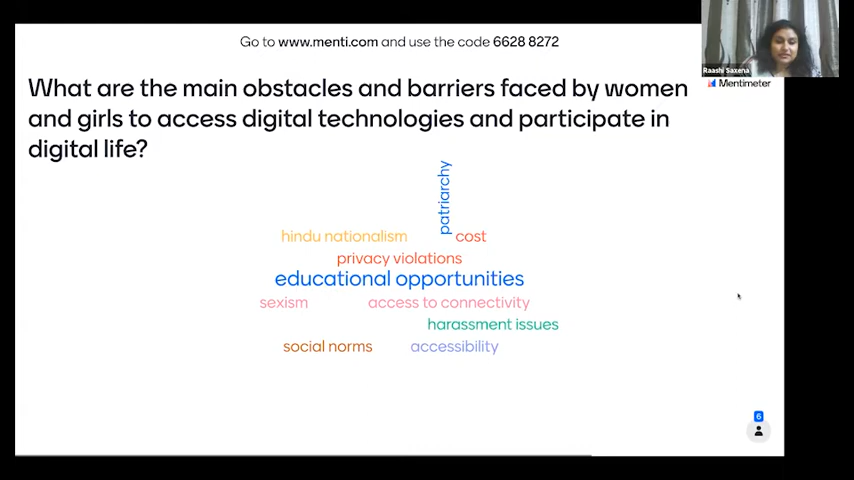 Go to www.menti.com and use the code 6628 8272
Raashi Saxena
Mentimeter
What are the main obstacles and barriers faced by women
and girls to access digital technologies and participate in
digital life?
patriarchy
hindu nationalism
cost
privacy violations
educational opportunities
sexism
access to connectivity
harassment issues
social norms
accessibility
6